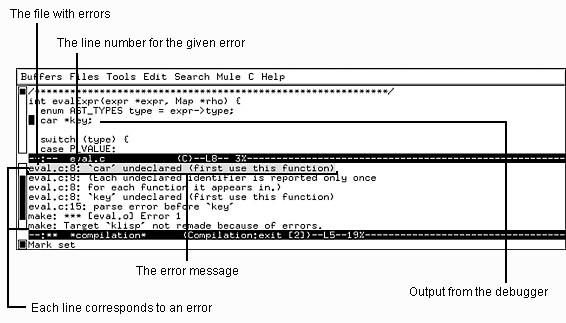 The file with errors
The line number for the given error
Buffers Files Tools Edit Search Mule C Help
/*****************************************************************/
int evalExpr(expr *expr, Map *rho) {
enum AST_TYPES type = expr->type;
car *key;
switch (type) {
case P_VALUE:
--:-- eval.c (C)--L8-- 3%
eval.c:8: `car' undeclared (first use this function)
eval.c:8: (Each undeclared identifier is reported only once
eval.c:8: for each function it appears in.)
eval.c:8: `key' undeclared (first use this function)
eval.c:15: parse error before `key'
make: *** [eval.o] Error 1
make: Target `klisp' not remade because of errors.
--:** *compilation* (Compilation:exit [2])--L5--19%
Mark set
The error message
Output from the debugger
Each line corresponds to an error